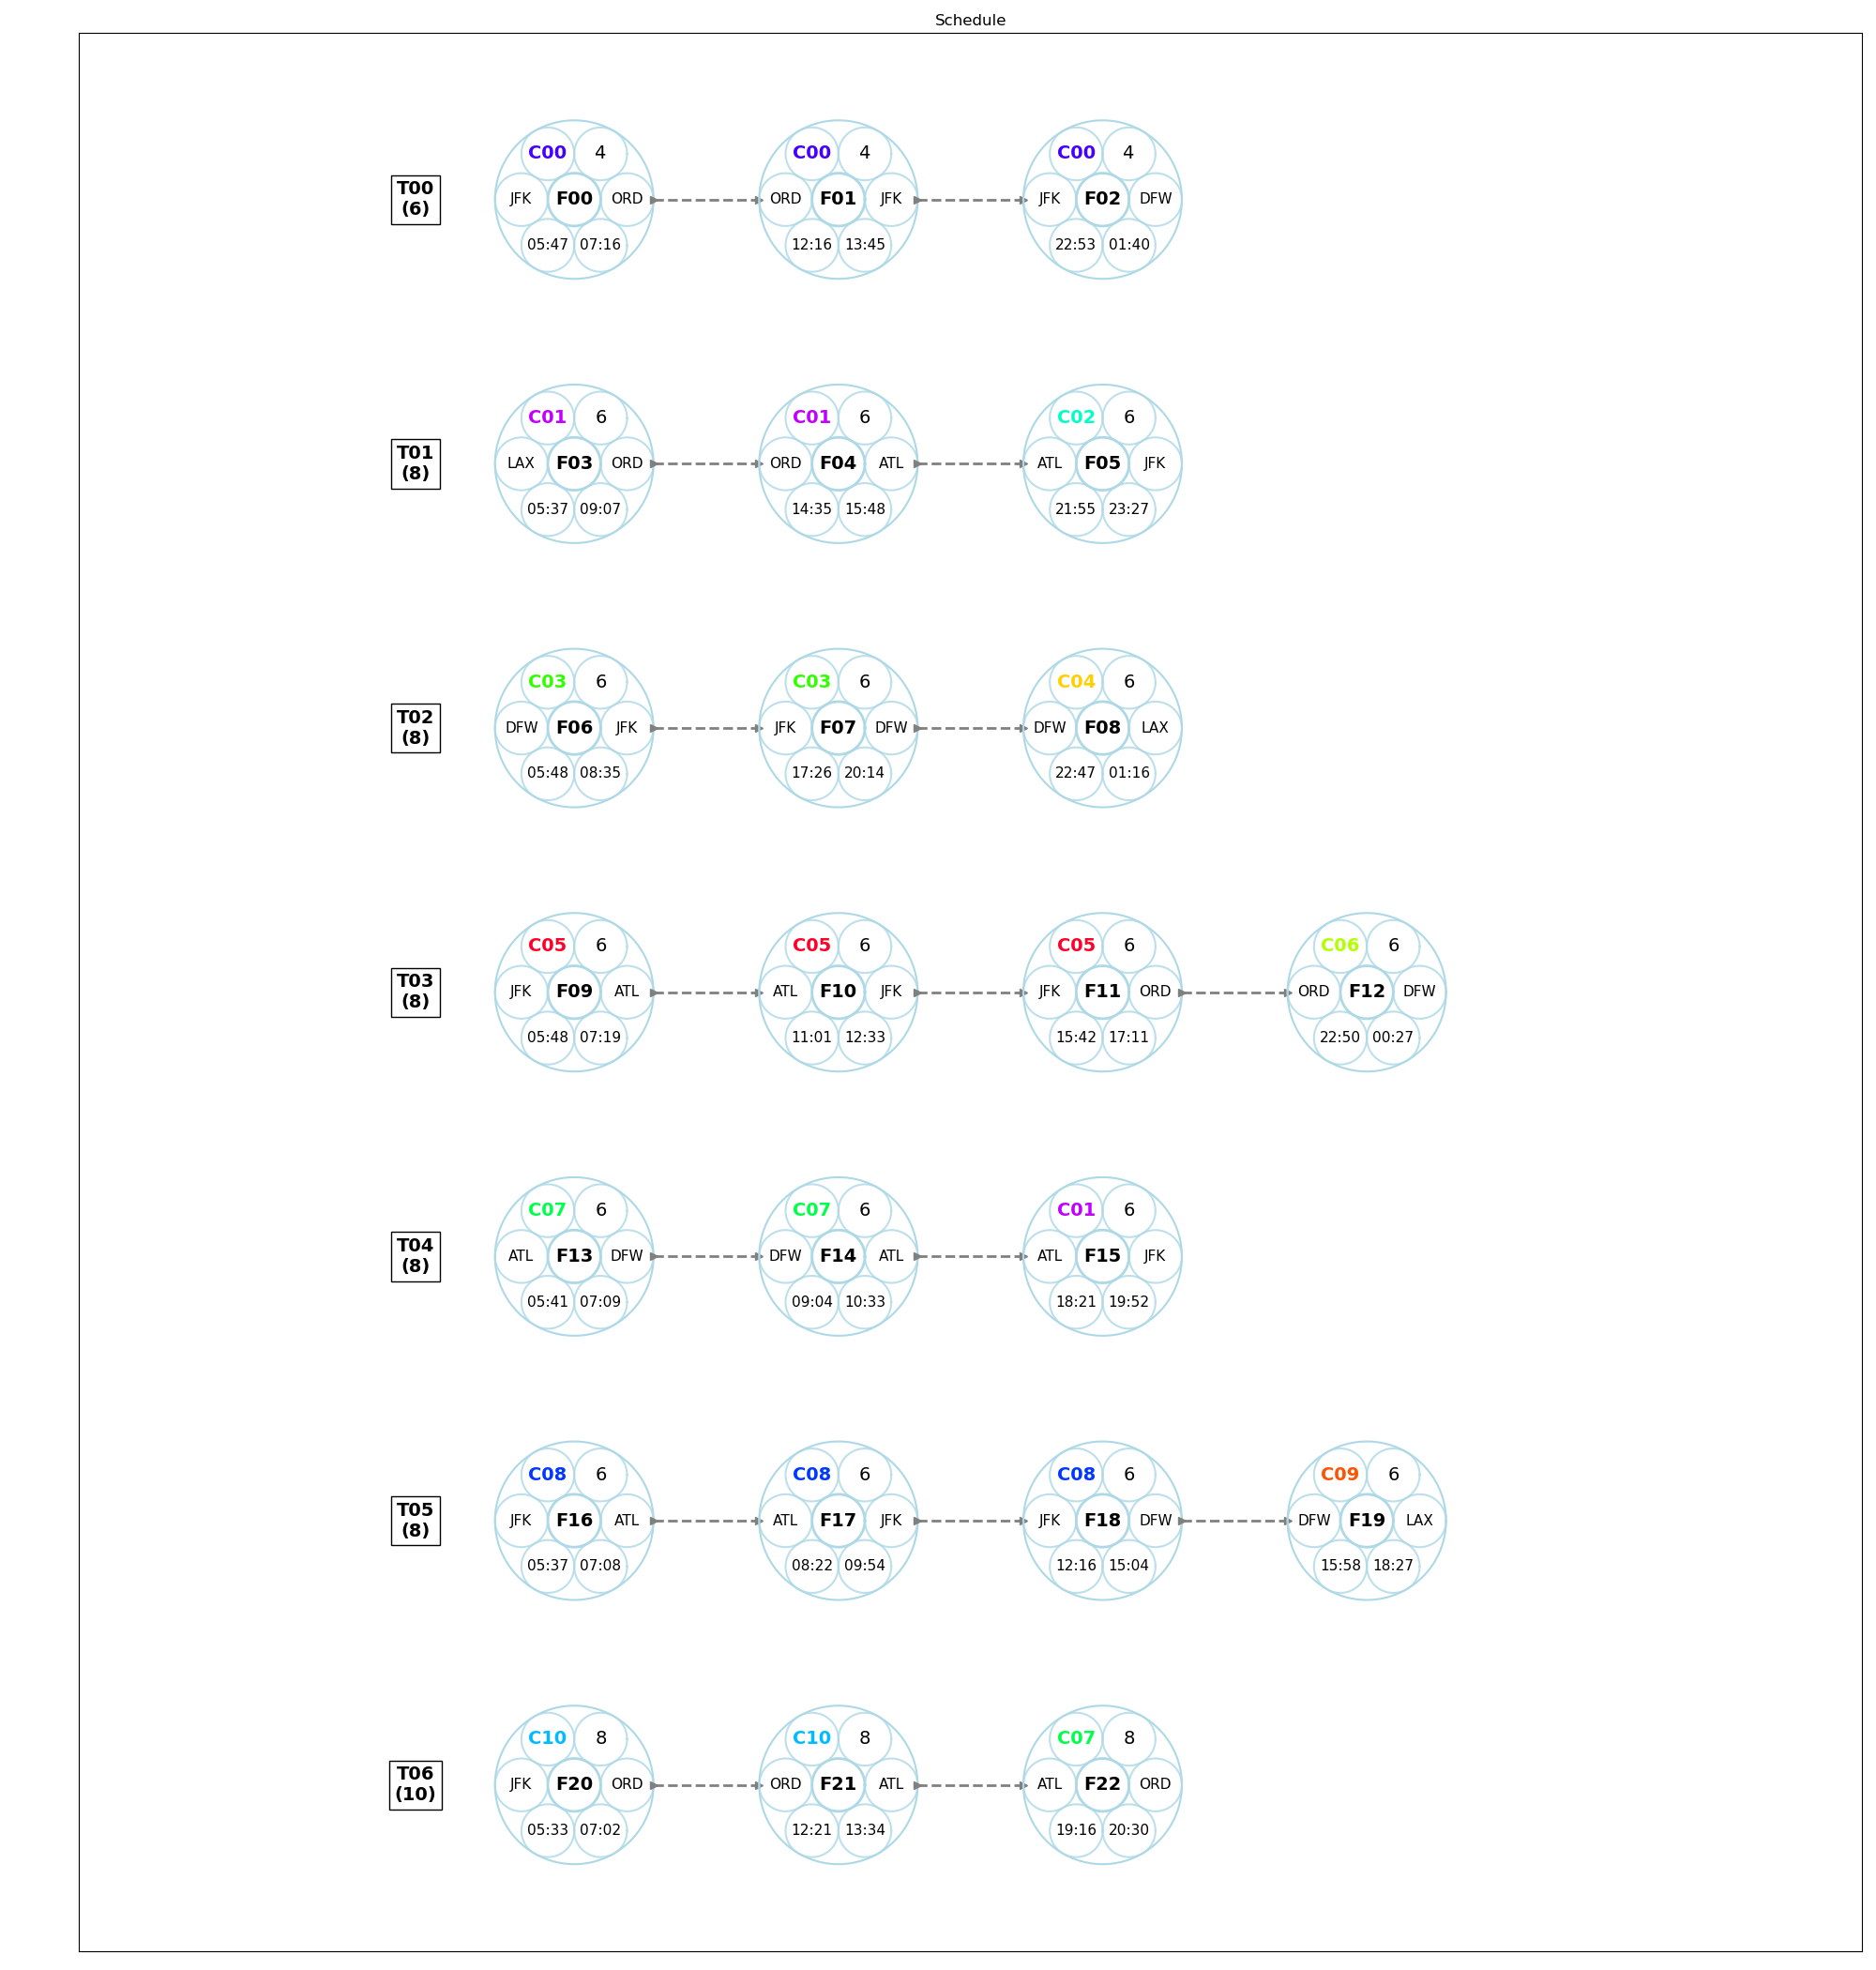 Schedule
C00 4 C00 4 C00 4
T00 JFK F00 ORD ORD F01 JFK JFK F02 DFW
(6)
05:47 07:16 12:16 13:45 22:53 01:40
C01 6 C01 6 C02 6
T01 LAX F03 ORD ORD F04 ATL ATL F05 JFK
(8)
05:37 09:07 14:35 15:48 21:55 23:27
C03 6 C03 6 C04 6
T02 DFW F06 JFK JFK F07 DFW DFW F08 LAX
(8)
05:48 08:35 17:26 20:14 22:47 01:16
C05 6 C05 6 C05 6 C06 6
T03 JFK F09 ATL ATL F10 JFK JFK F11 ORD ORD F12 DFW
(8)
05:48 07:19 11:01 12:33 15:42 17:11 22:50 00:27
C07 6 C07 6 C01 6
T04 ATL F13 DFW DFW F14 ATL ATL F15 JFK
(8)
05:41 07:09 09:04 10:33 18:21 19:52
C08 6 C08 6 C08 6 C09 6
T05 JFK F16 ATL ATL F17 JFK JFK F18 DFW DFW F19 LAX
(8)
05:37 07:08 08:22 09:54 12:16 15:04 15:58 18:27
C10 8 C10 8 C07 8
T06 JFK F20 ORD ORD F21 ATL ATL F22 ORD
(10)
05:33 07:02 12:21 13:34 19:16 20:30